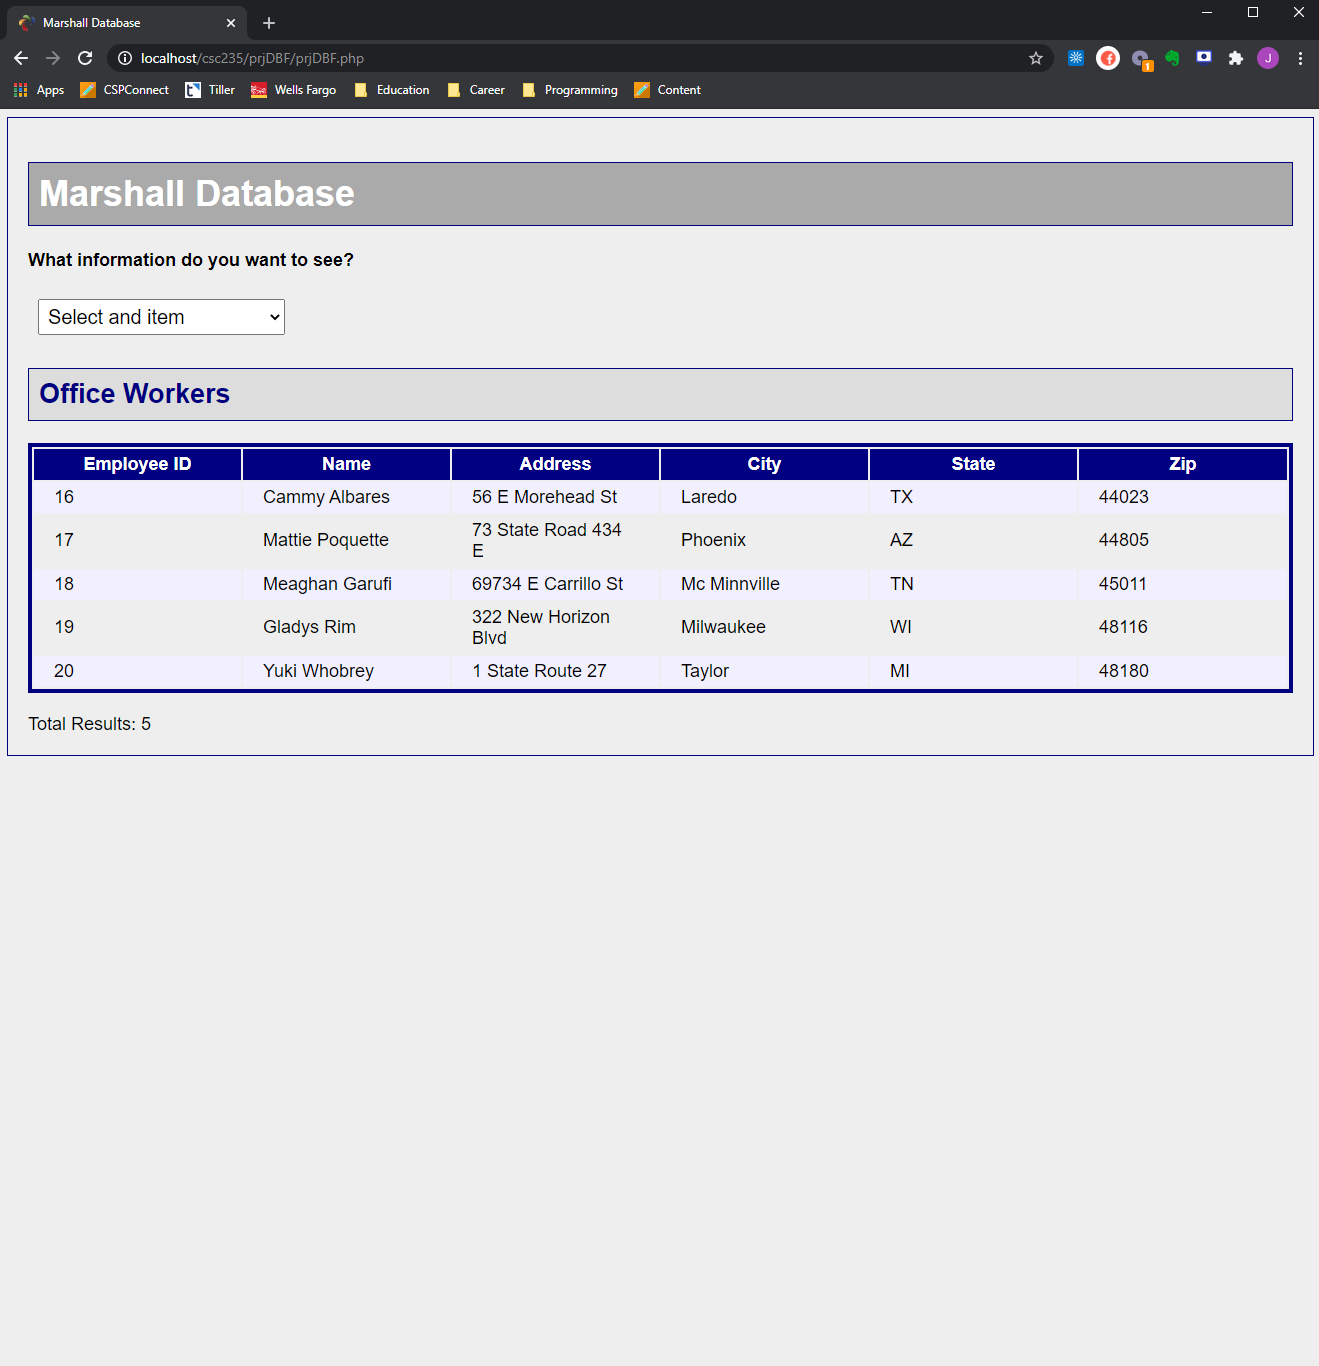 Marshall Database
localhost/csc235/prjDBF/prjDBF.php
1
J
Apps CSPConnect Tiller Wells Fargo Education Career Programming Content
Marshall Database
What information do you want to see?
Select and item
Office Workers
Employee ID Name Address City State Zip
16 Cammy Albares 56 E Morehead St Laredo TX 44023
17 Mattie Poquette 73 State Road 434 E Phoenix AZ 44805
18 Meaghan Garufi 69734 E Carrillo St Mc Minnville TN 45011
19 Gladys Rim 322 New Horizon Blvd Milwaukee WI 48116
20 Yuki Whobrey 1 State Route 27 Taylor MI 48180
Total Results: 5